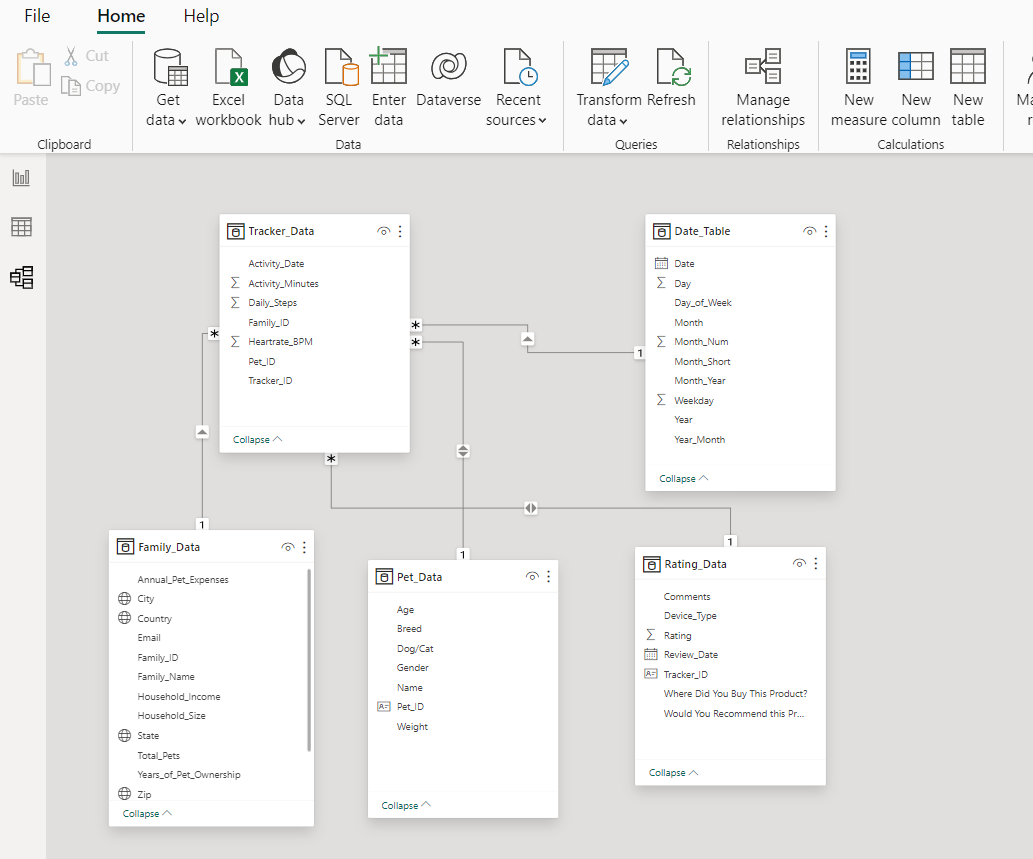 File Home Help
Paste
Cut
Copy
Clipboard
Get data
Excel workbook
Data hub
SQL Server
Enter data
Dataverse
Recent sources
Data
Transform data
Refresh
Queries
Manage relationships
Relationships
New measure
New column
New table
Calculations
Tracker_Data
Activity_Date
Σ Activity_Minutes
Σ Daily_Steps
Family_ID
Σ Heartrate_BPM
Pet_ID
Tracker_ID
Collapse
Date_Table
Date
Σ Day
Day_of_Week
Month
Σ Month_Num
Month_Short
Month_Year
Σ Weekday
Year
Year_Month
Collapse
*
*
*
*
1
1
1
1
Family_Data
Annual_Pet_Expenses
City
Country
Email
Family_ID
Family_Name
Household_Income
Household_Size
State
Total_Pets
Years_of_Pet_Ownership
Zip
Collapse
Pet_Data
Age
Breed
Dog/Cat
Gender
Name
Pet_ID
Weight
Collapse
Rating_Data
Comments
Device_Type
Σ Rating
Review_Date
Tracker_ID
Where Did You Buy This Product?
Would You Recommend this Pr...
Collapse